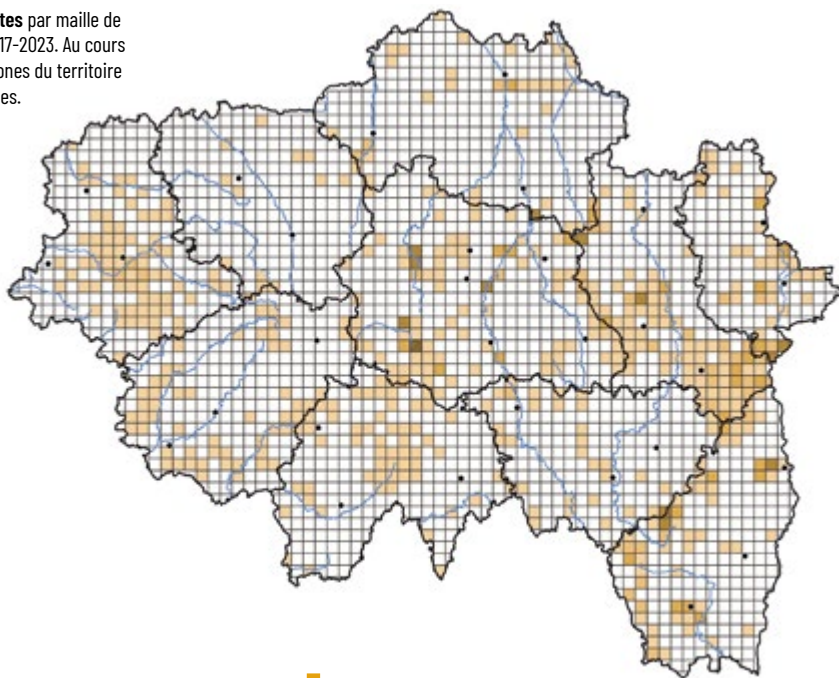 tes par maille de
17-2023. Au cours
ones du territoire
es.